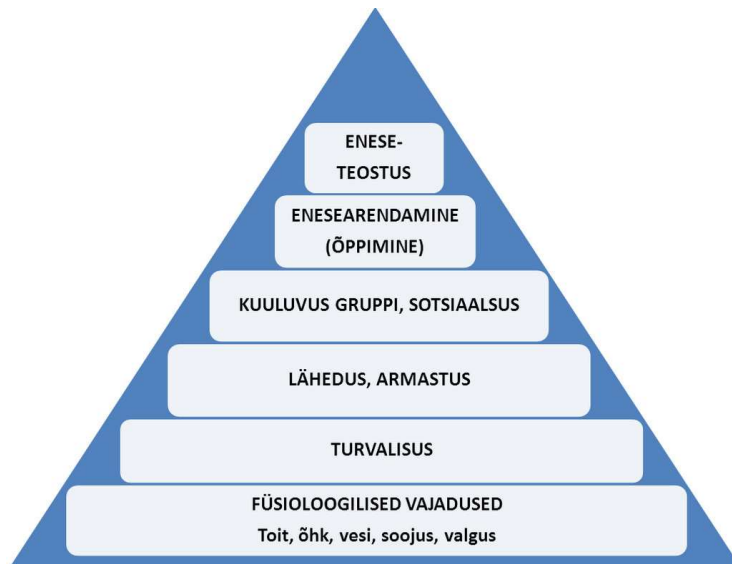 ENESE-
TEOSTUS
ENESEARENDAMINE
(ÕPPIMINE)
KUULUVUS GRUPPI, SOTSIAALSUS
LÄHEDUS, ARMASTUS
TURVALISUS
FÜSIOLOOGILISED VAJADUSED
Toit, õhk, vesi, soojus, valgus